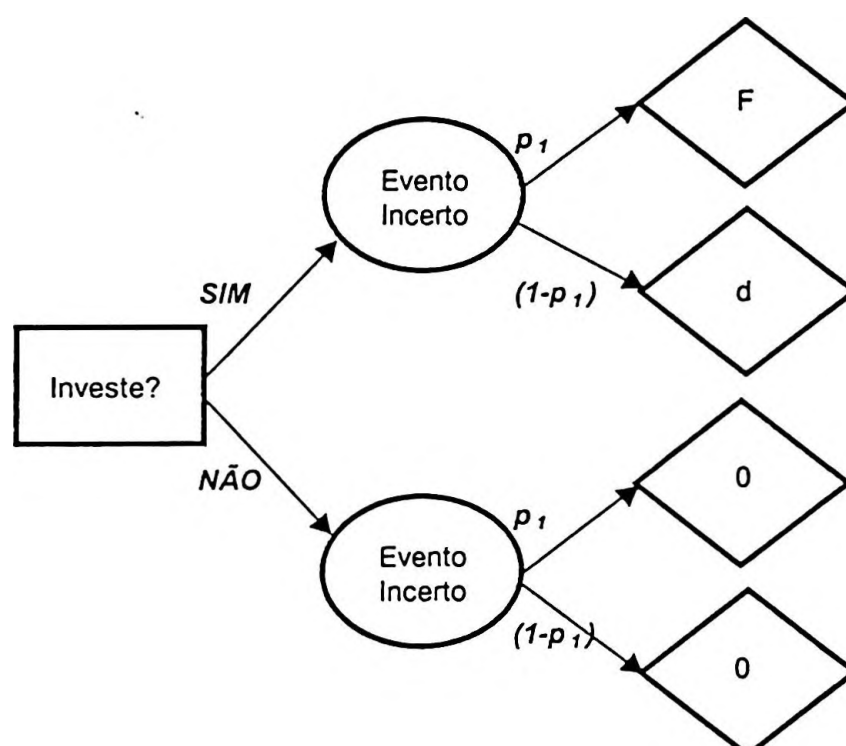 F
p 1
Evento
Incerto
d
(1-p 1)
SIM
Investe?
NÃO
0
p 1
Evento
Incerto
(1-p 1)
0